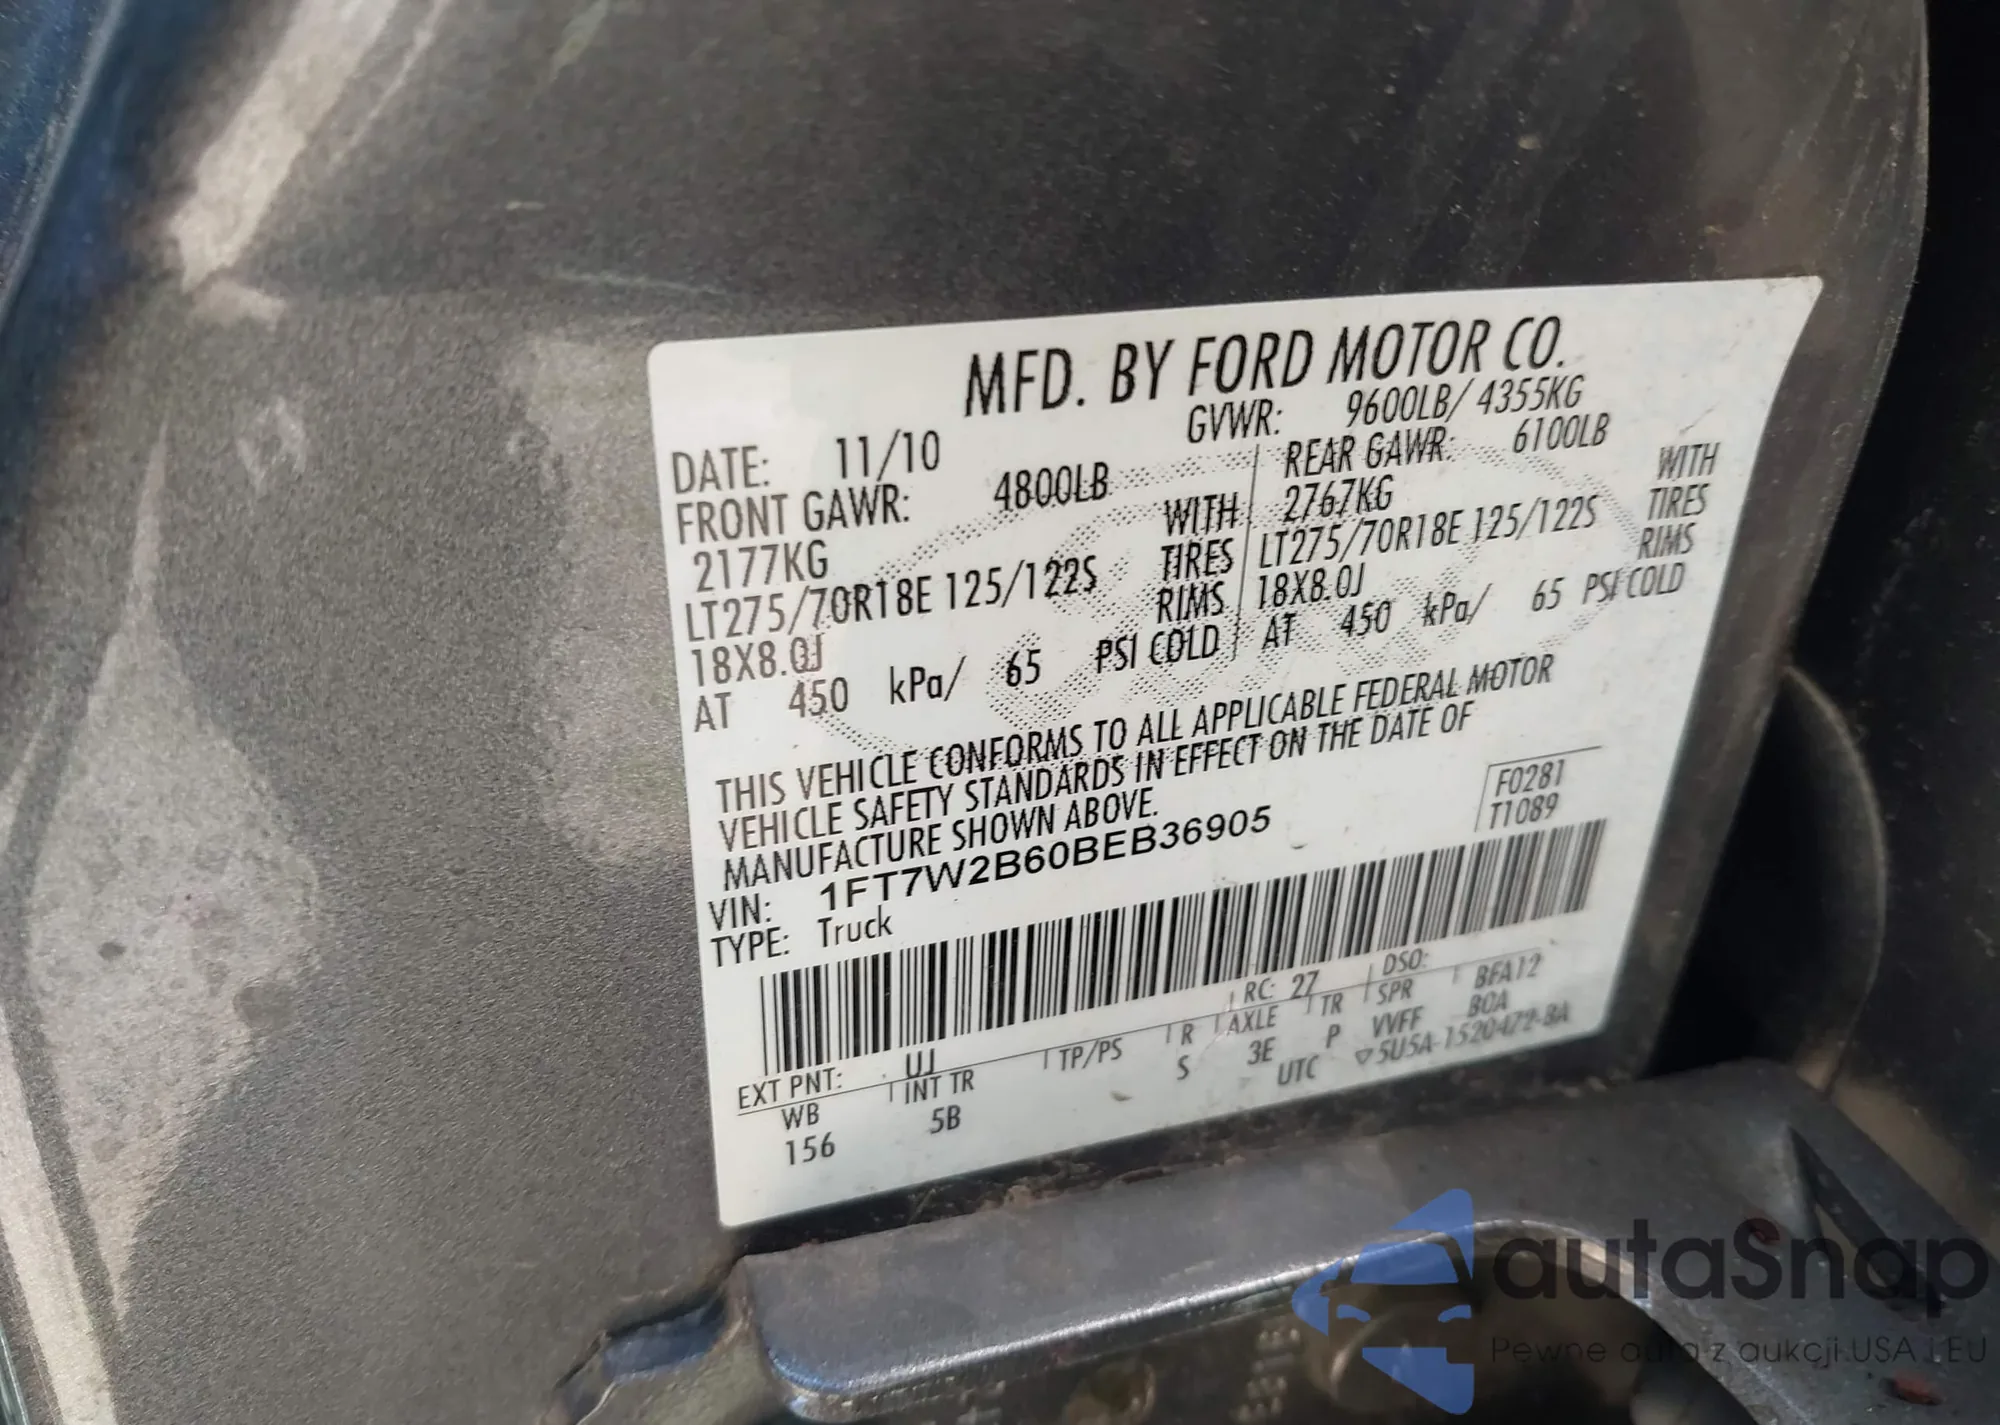 MFD. BY FORD MOTOR CO.
DATE: 11/10 GVWR: 9600LB/ 4355KG
FRONT GAWR: 4800LB REAR GAWR: 6100LB
2177KG WITH 2767KG WITH
LT275/70R18E 125/122S TIRES LT275/70R18E 125/122S TIRES
18X8.0J RIMS 18X8.0J RIMS
AT 450 kPa/ 65 PSI COLD AT 450 kPa/ 65 PSI COLD
THIS VEHICLE CONFORMS TO ALL APPLICABLE FEDERAL MOTOR
VEHICLE SAFETY STANDARDS IN EFFECT ON THE DATE OF
MANUFACTURE SHOWN ABOVE.
F0281
T1089
VIN: 1FT7W2B60BEB36905
TYPE: Truck
EXT PNT: UJ RC: 27 DSO:
WB INT TR TP/PS R AXLE TR SPR BFA12
156 5B S 3E P VVFF BOA
UTC ▽5U5A-1520472-BA
autaSnap
Pewne auta z aukcji USA i EU